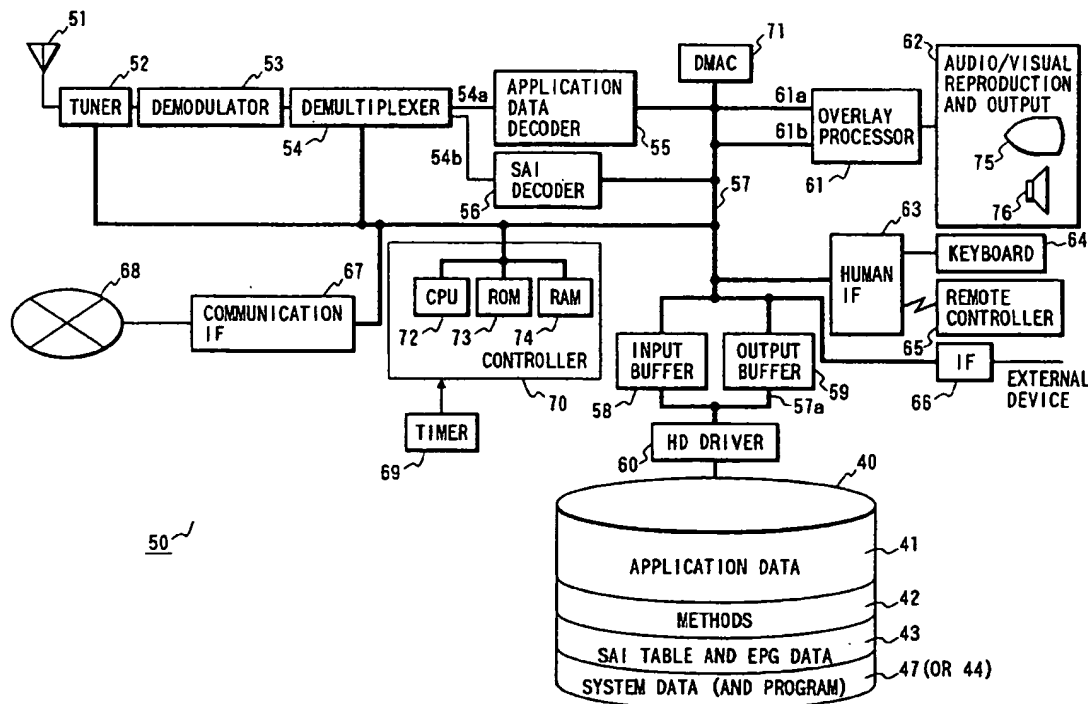 51
52
TUNER
53
DEMODULATOR
DEMULTIPLEXER
54
54a
54b
APPLICATION
DATA
DECODER
55
SAI
DECODER
56
71
DMAC
57
61a
61b
OVERLAY
PROCESSOR
61
62
AUDIO/VISUAL
REPRODUCTION
AND OUTPUT
75
76
63
HUMAN
IF
64
KEYBOARD
REMOTE
CONTROLLER
65
IF
66
EXTERNAL
DEVICE
68
67
COMMUNICATION
IF
CPU
72
ROM
73
RAM
74
CONTROLLER
70
TIMER
69
INPUT
BUFFER
58
OUTPUT
BUFFER
59
57a
HD DRIVER
60
40
50
APPLICATION DATA
41
METHODS
42
SAI TABLE AND EPG DATA
43
SYSTEM DATA (AND PROGRAM)
47(OR 44)